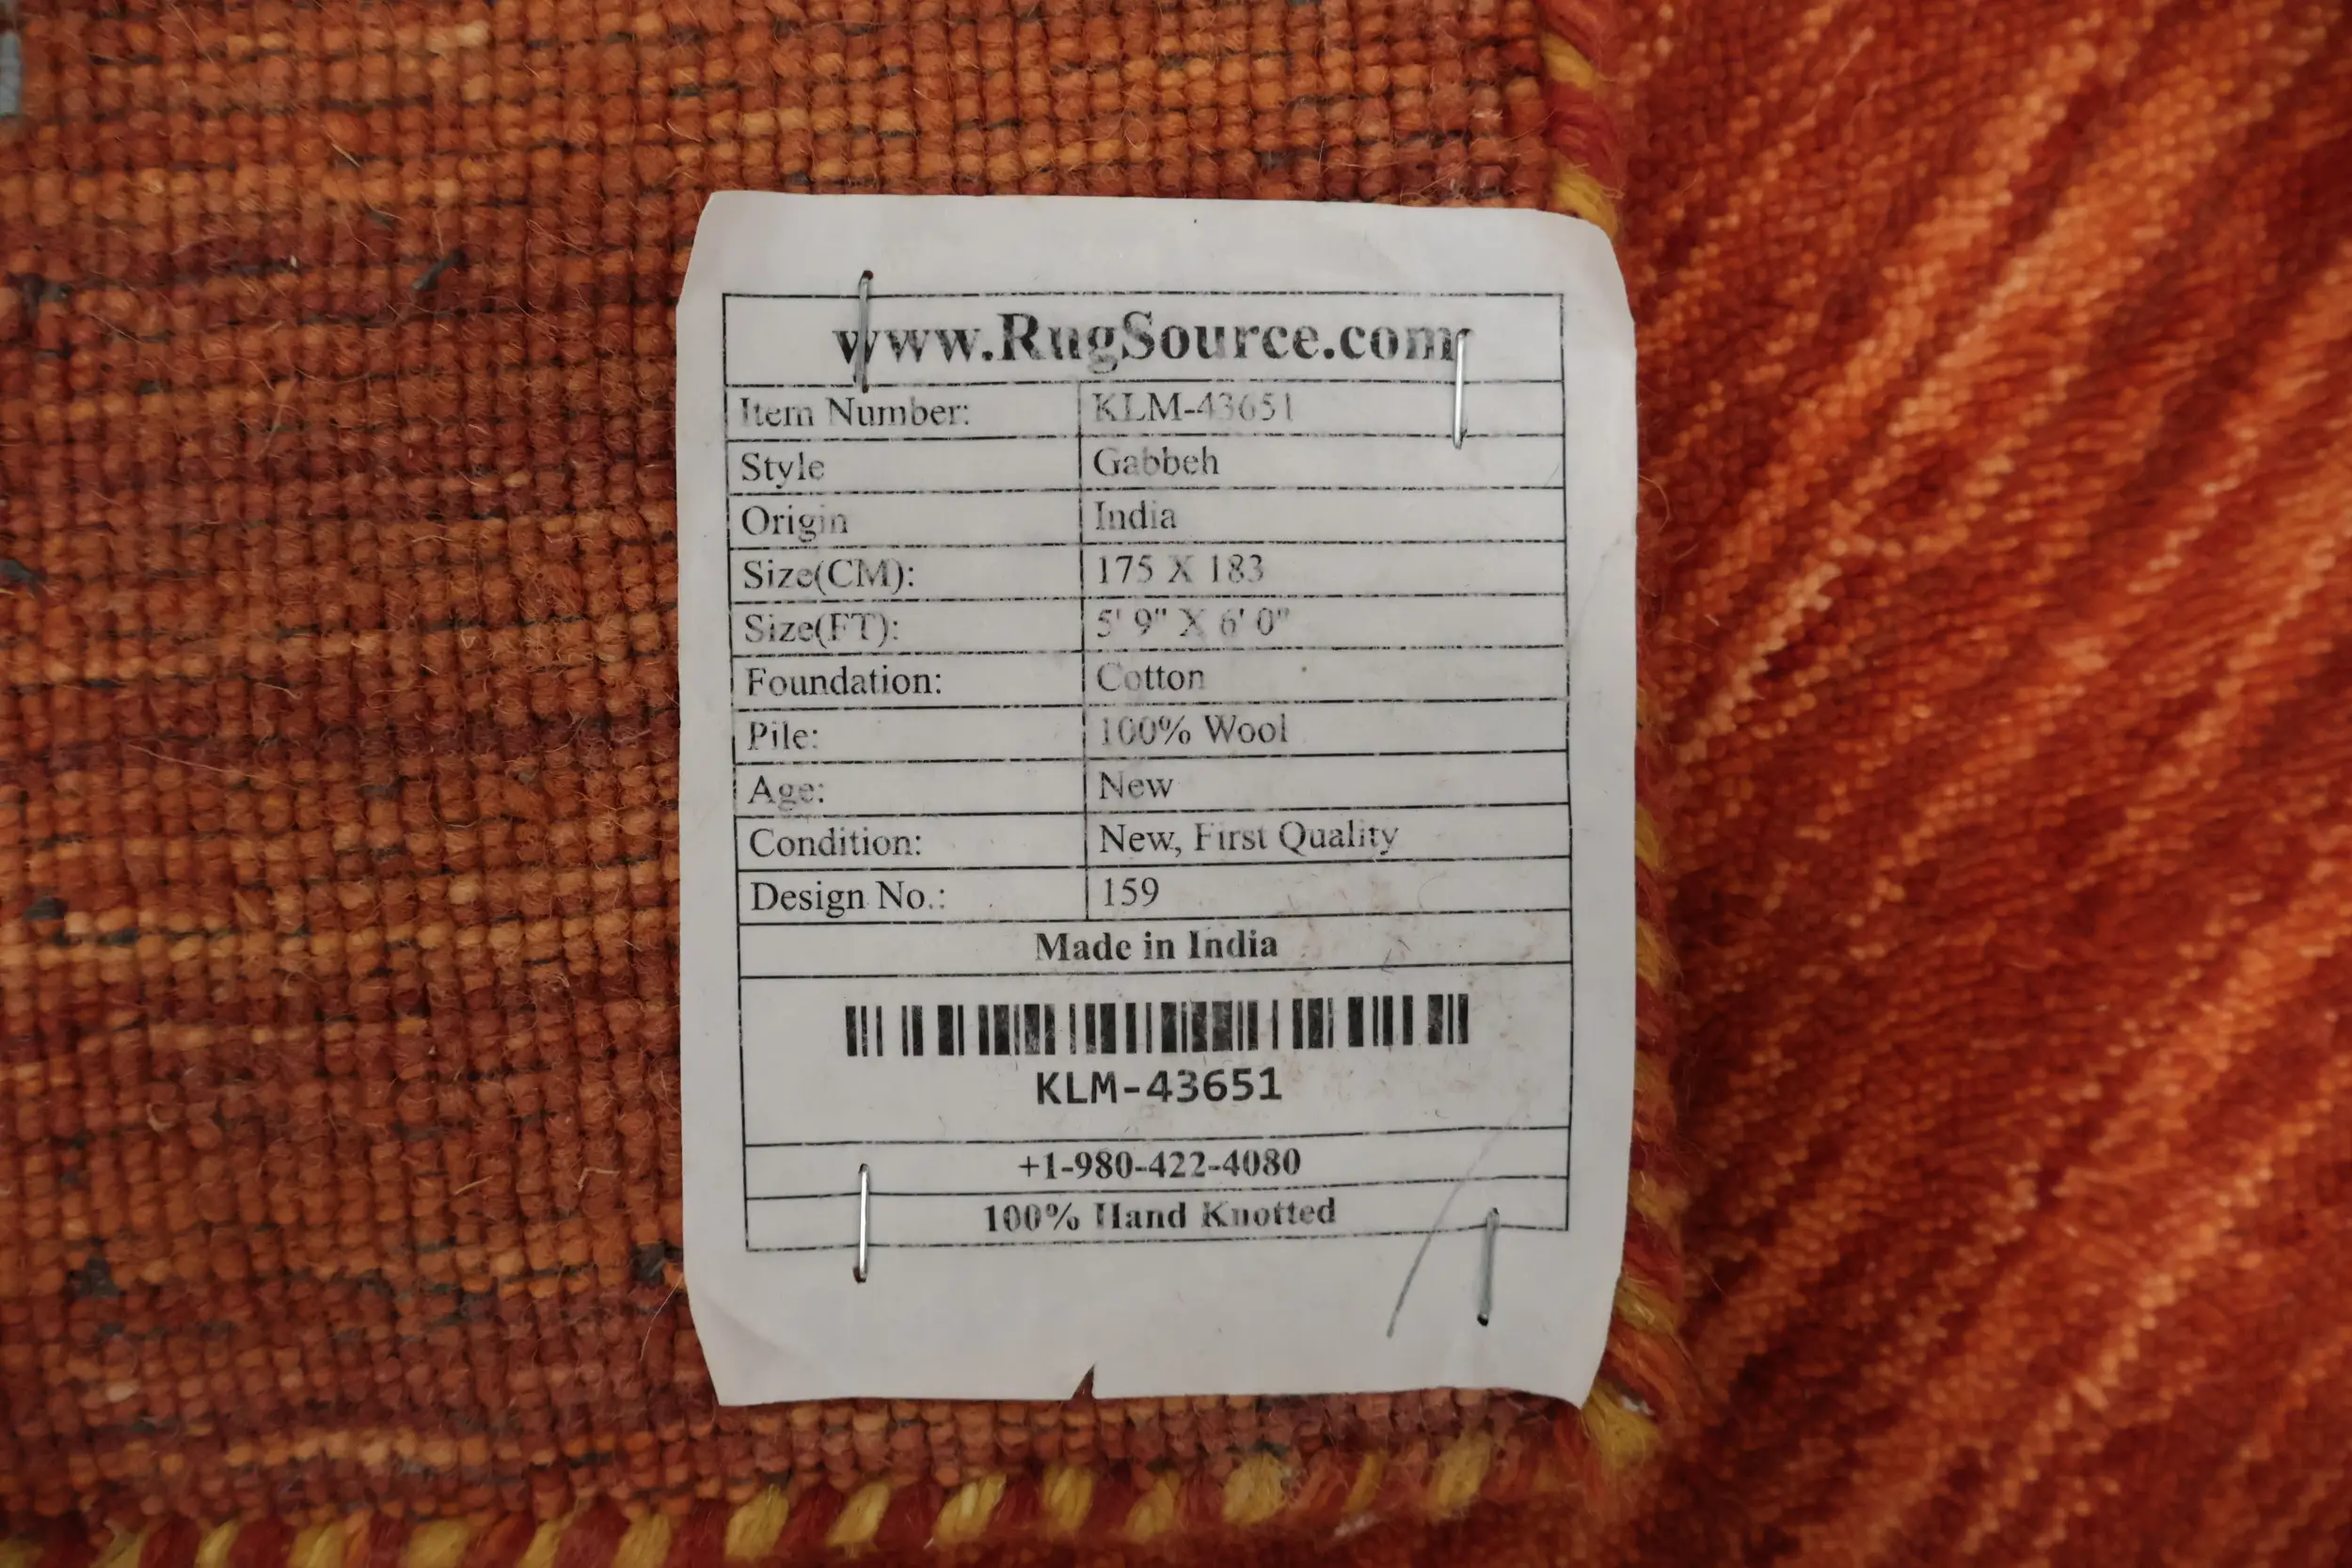 www.RugSource.com
Item Number: KLM-43651
Style Gabbeh
Origin India
Size(CM): 175 X 183
Size(FT): 5' 9" X 6' 0"
Foundation: Cotton
Pile: 100% Wool
Age: New
Condition: New, First Quality
Design No.: 159
Made in India
KLM-43651
+1-980-422-4080
100% Hand Knotted